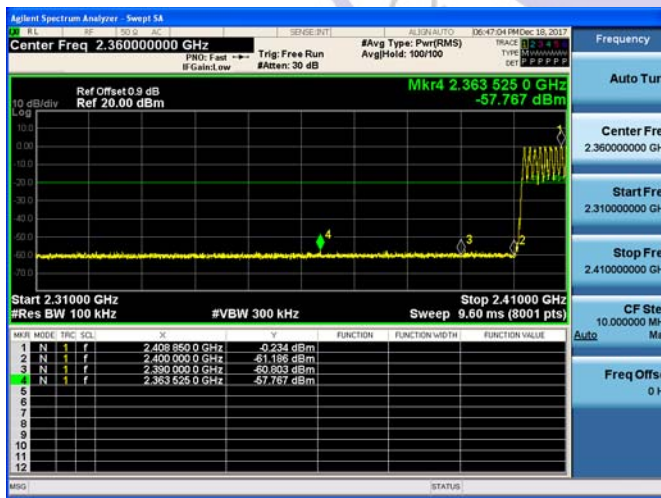 Agilent Spectrum Analyzer - Swept SA
RL RF 50 Ω AC SENSE:INT ALIGN AUTO 06:47:04 PM Dec 18, 2017
Center Freq 2.360000000 GHz
PNO: Fast
IFGain:Low
Trig: Free Run
#Atten: 30 dB
#Avg Type: Pwr(RMS)
Avg|Hold: 100/100
TRACE 1 2 3 4 5 6
TYPE M
DET P P P P P P
Mkr4 2.363 525 0 GHz
-57.767 dBm
Ref Offset 0.9 dB
Ref 20.00 dBm
10 dB/div
Log
10.0
0.00
-10.0
-20.0
-30.0
-40.0
-50.0
-60.0
-70.0
1
4
3
2
Start 2.31000 GHz
Stop 2.41000 GHz
#Res BW 100 kHz
#VBW 300 kHz
Sweep 9.60 ms (8001 pts)
MKR MODE TRC SCL X Y FUNCTION FUNCTION WIDTH FUNCTION VALUE
1 N 1 f 2.408 850 0 GHz -0.234 dBm
2 N 1 f 2.400 000 0 GHz -61.186 dBm
3 N 1 f 2.390 000 0 GHz -60.803 dBm
4 N 1 f 2.363 525 0 GHz -57.767 dBm
5
6
7
8
9
10
11
12
MSG
STATUS
Frequency
Auto Tur
Center Fre
2.360000000 GH
Start Fre
2.310000000 GH
Stop Fre
2.410000000 GH
CF Ste
10.000000 MH
Auto Ma
Freq Offs
0 H